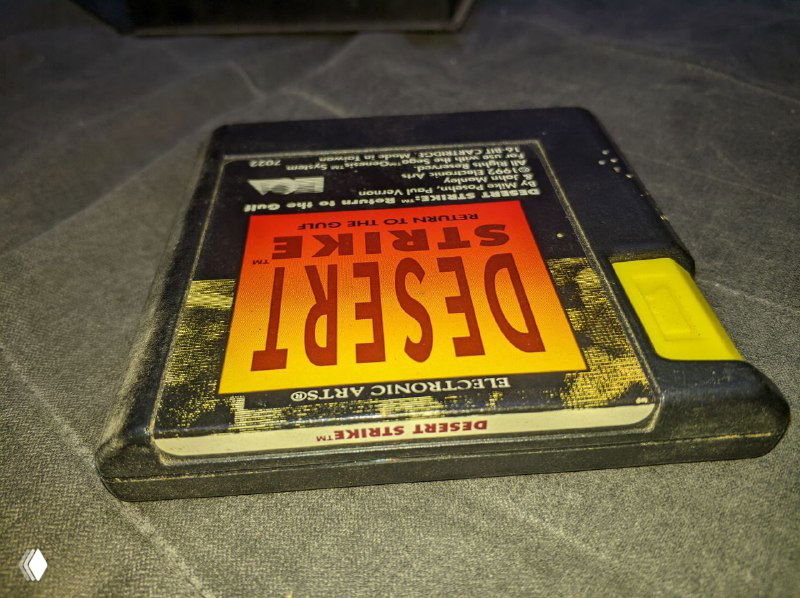 DESERT STRIKE™
ELECTRONIC ARTS®
DESERT
STRIKE™
RETURN TO THE GULF
DESERT STRIKE:™ Return to the Gulf
By Mike Posehn, Paul Vernon
& John Manley
©1992 Electronic Arts
All Rights Reserved.
For use with the Sega™Genesis™ System
16-BIT CARTRIDGE. Made in Taiwan
7022